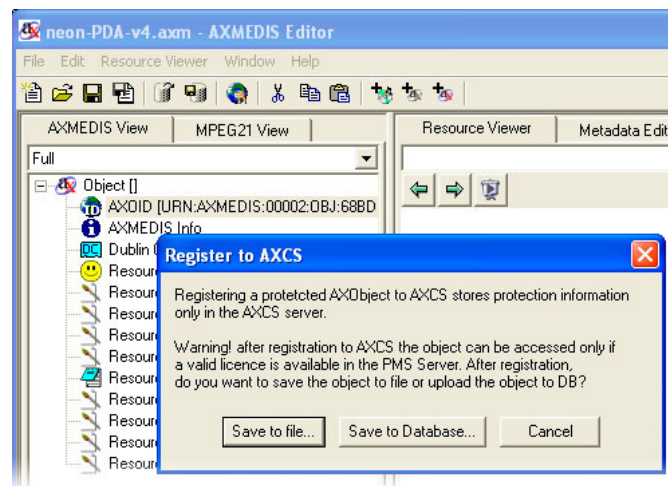 neon-PDA-v4.axm - AXMEDIS Editor
File Edit Resource Viewer Window Help
AXMEDIS View MPEG21 View Resource Viewer Metadata Edit
Full
Object []
AXOID [URN:AXMEDIS:00002:OBJ:68BD
AXMEDIS Info
Dublin
Register to AXCS
Registering a protetcted AXObject to AXCS stores protection information
only in the AXCS server.
Warning! after registration to AXCS the object can be accessed only if
a valid licence is available in the PMS Server. After registration,
do you want to save the object to file or upload the object to DB?
Save to file... Save to Database... Cancel
Resour
Resour
Resour
Resour
Resour
Resour
Resour
Resour
Resour
Resour